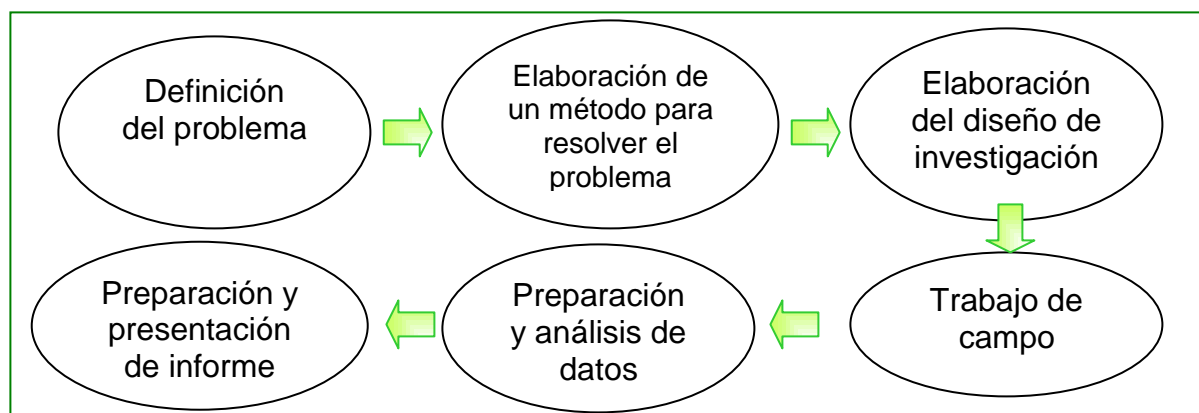 Definición
del problema
Elaboración de
un método para
resolver el
problema
Elaboración
del diseño de
investigación
Trabajo de
campo
Preparación
y análisis de
datos
Preparación y
presentación
de informe